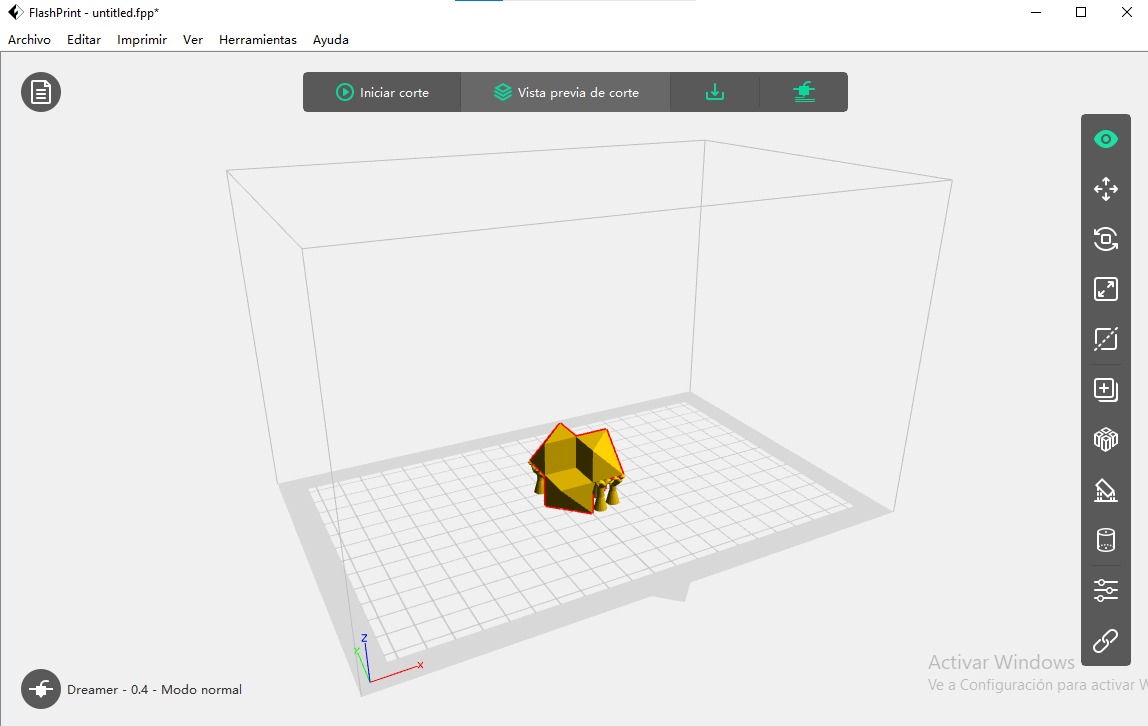 FlashPrint - untitled.fpp*
Archivo Editar Imprimir Ver Herramientas Ayuda
Iniciar corte Vista previa de corte
Z
Y
X
Activar Windows
Ve a Configuración para activar W
Dreamer - 0.4 - Modo normal